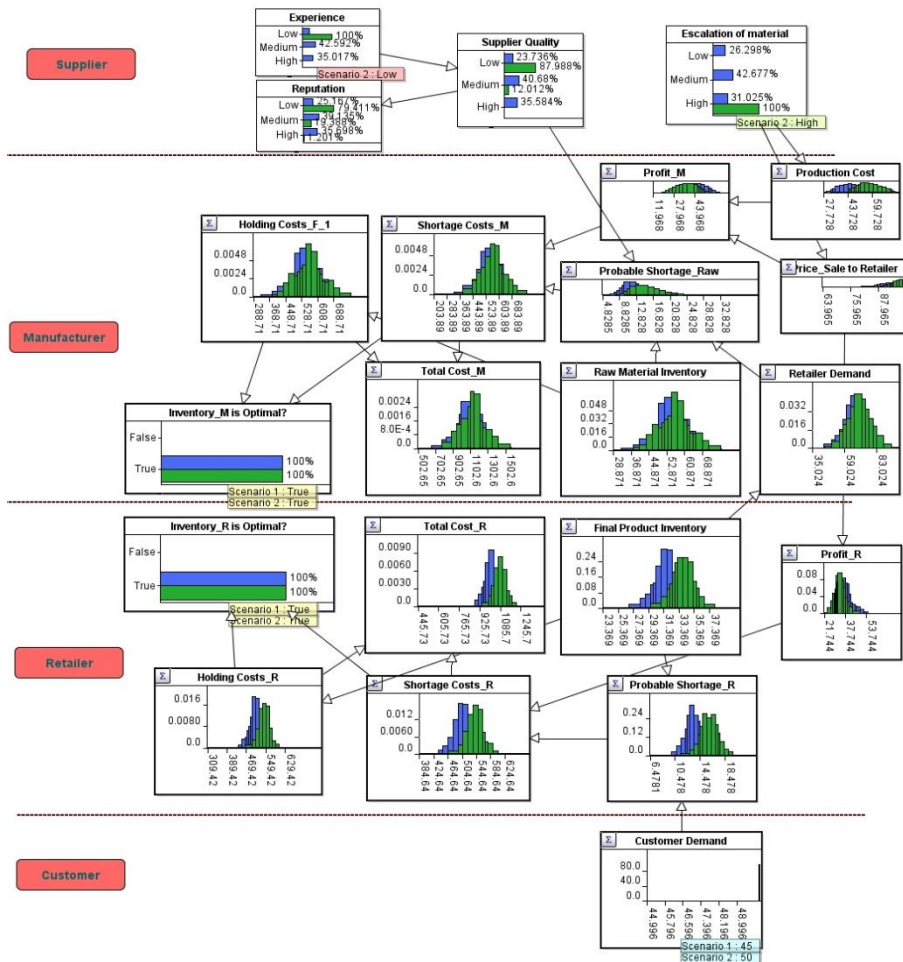 Experience
Low 100%
Medium 42.592%
High 35.017%
Scenario 2 : Low
Supplier
Supplier Quality
Low 23.736%
87.988%
Medium 40.68%
12.012%
High 35.584%
Escalation of material
Low 26.298%
Medium 42.677%
High 31.025%
100%
Scenario 2 : High
Reputation
Low 25.167%
79.411%
Medium 39.135%
19.388%
High 35.698%
1.201%
Profit_M
11.968 27.968 43.968
Production Cost
27.728 43.728 59.728
Holding Costs_F_1
0.0048
0.0024
0.0
288.71 368.71 448.71 528.71 608.71 688.71
Shortage Costs_M
0.0048
0.0024
0.0
203.89 283.89 363.89 443.89 523.89 603.89 683.89
Probable Shortage_Raw
4.8285 8.8285 12.828 16.828 20.828 24.828 28.828 32.828
Price_Sale to Retailer
63.965 75.965 87.965
Manufacturer
Total Cost_M
0.0024
0.0016
8.0E-4
0.0
502.65 702.65 902.65 1102.6 1302.6 1502.6
Raw Material Inventory
0.048
0.032
0.016
0.0
28.871 36.871 44.871 52.871 60.871 68.871
Retailer Demand
0.032
0.016
0.0
35.024 59.024 83.024
Inventory_M is Optimal?
False
True 100%
100%
Scenario 1 : True
Scenario 2 : True
Inventory_R is Optimal?
False
True 100%
100%
Scenario 1 : True
Scenario 2 : True
Total Cost_R
0.0090
0.0060
0.0030
0.0
445.73 605.73 765.73 925.73 1085.7 1245.7
Final Product Inventory
0.24
0.16
0.08
0.0
23.369 25.369 27.369 29.369 31.369 33.369 35.369 37.369
Profit_R
0.08
0.04
0.0
21.744 37.744 53.744
Retailer
Holding Costs_R
0.016
0.0080
0.0
309.42 389.42 469.42 549.42 629.42
Shortage Costs_R
0.012
0.0060
0.0
384.64 424.64 464.64 504.64 544.64 584.64 624.64
Probable Shortage_R
0.24
0.12
0.0
6.4781 10.478 14.478 18.478
Customer
Customer Demand
80.0
40.0
0.0
44.996 45.796 46.596 47.396 48.196 48.996
Scenario 1 : 45
Scenario 2 : 50